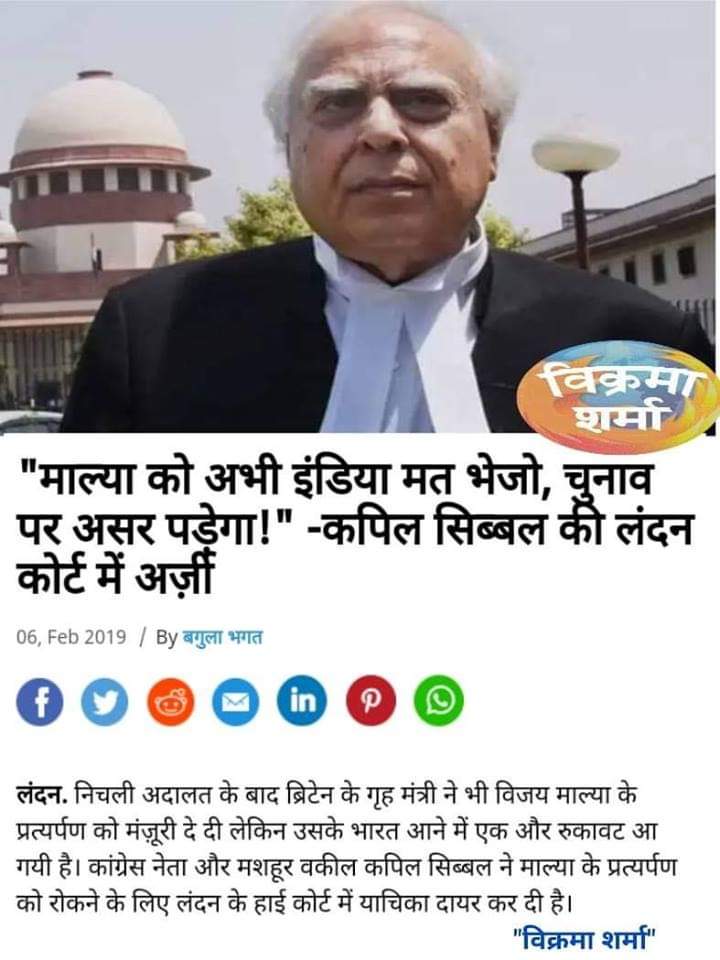 विक्रमा
शर्मा
"माल्या को अभी इंडिया मत भेजो, चुनाव
पर असर पड़ेगा!" -कपिल सिब्बल की लंदन
कोर्ट में अर्ज़ी
06, Feb 2019 / By बगुला भगत
लंदन. निचली अदालत के बाद ब्रिटेन के गृह मंत्री ने भी विजय माल्या के
प्रत्यर्पण को मंज़ूरी दे दी लेकिन उसके भारत आने में एक और रुकावट आ
गयी है। कांग्रेस नेता और मशहूर वकील कपिल सिब्बल ने माल्या के प्रत्यर्पण
को रोकने के लिए लंदन के हाई कोर्ट में याचिका दायर कर दी है।
"विक्रमा शर्मा"